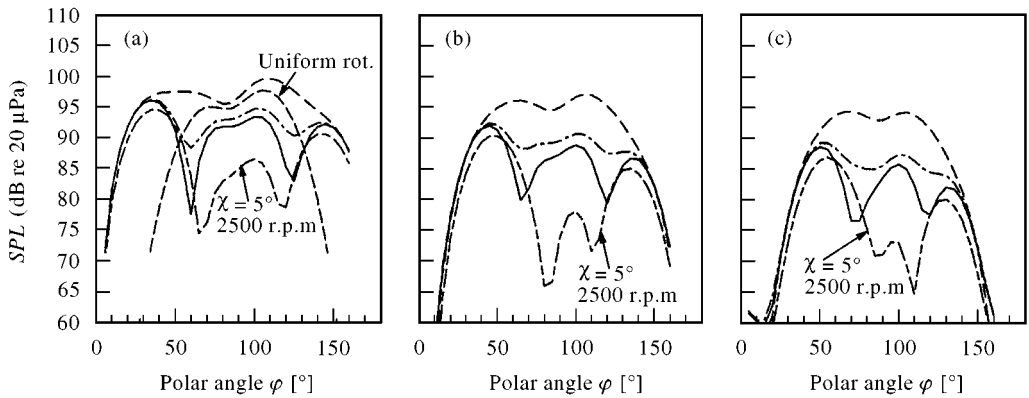 110
105
100
95
90
85
80
75
70
65
60
SPL (dB re 20 μPa)
(a)
Uniform rot.
χ = 5°
2500 r.p.m
0 50 100 150
Polar angle φ [°]
(b)
χ = 5°
2500 r.p.m
0 50 100 150
Polar angle φ [°]
(c)
χ = 5°
2500 r.p.m
0 50 100 150
Polar angle φ [°]